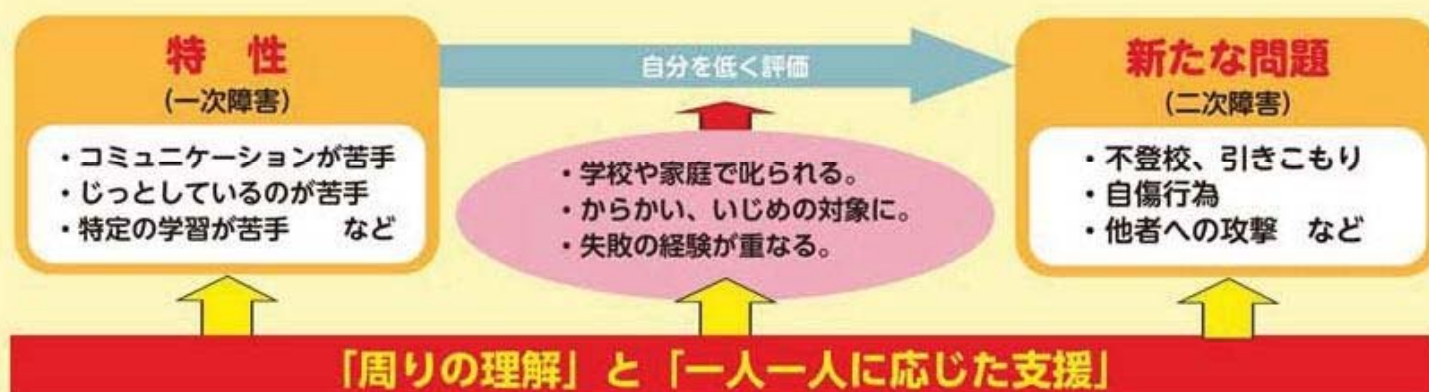 特 性
(一次障害)
・コミュニケーションが苦手
・じっとしているのが苦手
・特定の学習が苦手 など
自分を低く評価
・学校や家庭で叱られる。
・からかい、いじめの対象に。
・失敗の経験が重なる。
新たな問題
(二次障害)
・不登校、引きこもり
・自傷行為
・他者への攻撃 など
「周りの理解」と「一人一人に応じた支援」